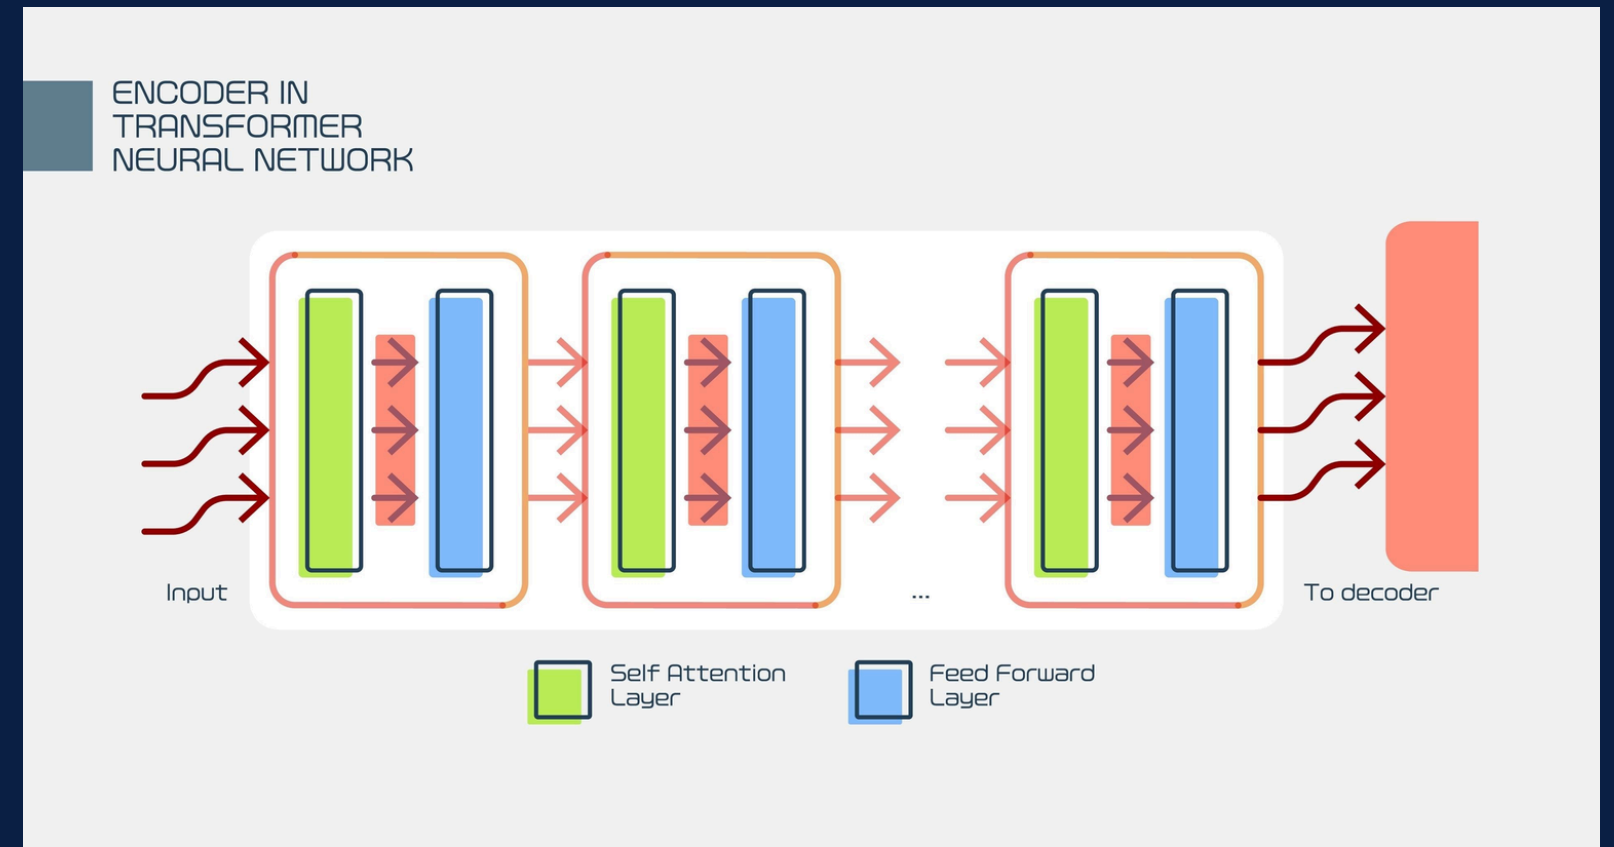 ENCODER IN
TRANSFORMER
NEURAL NETWORK
Input
...
To decoder
Self Attention
Layer
Feed Forward
Layer